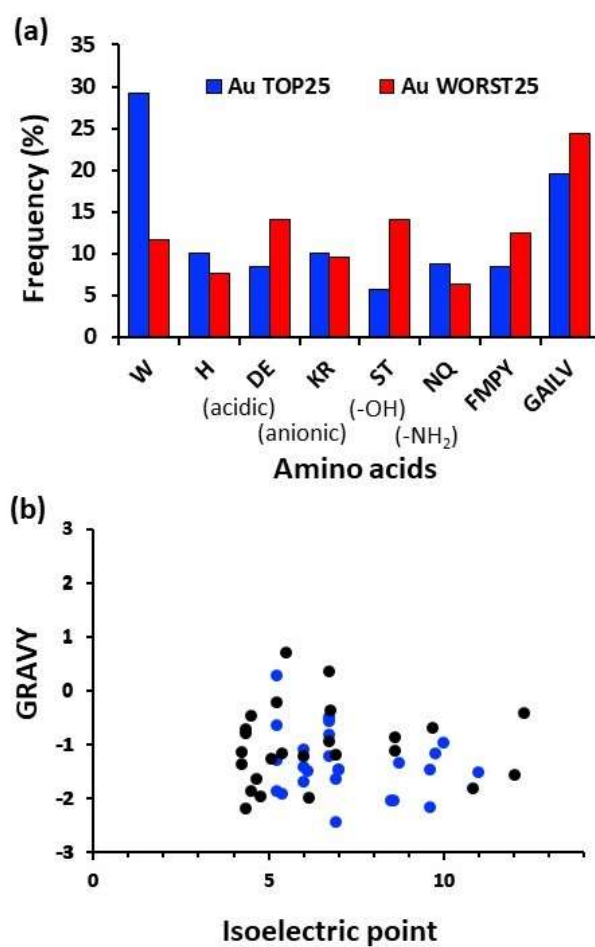 (a)
35
30
25
20
15
10
5
0
Frequency (%)
Au TOP25 Au WORST25
W H DE KR ST NQ FMPY GAILV
(acidic) (-OH)
(anionic) (-NH₂)
Amino acids
(b)
3
2
1
0
-1
-2
-3
GRAVY
0 5 10
Isoelectric point